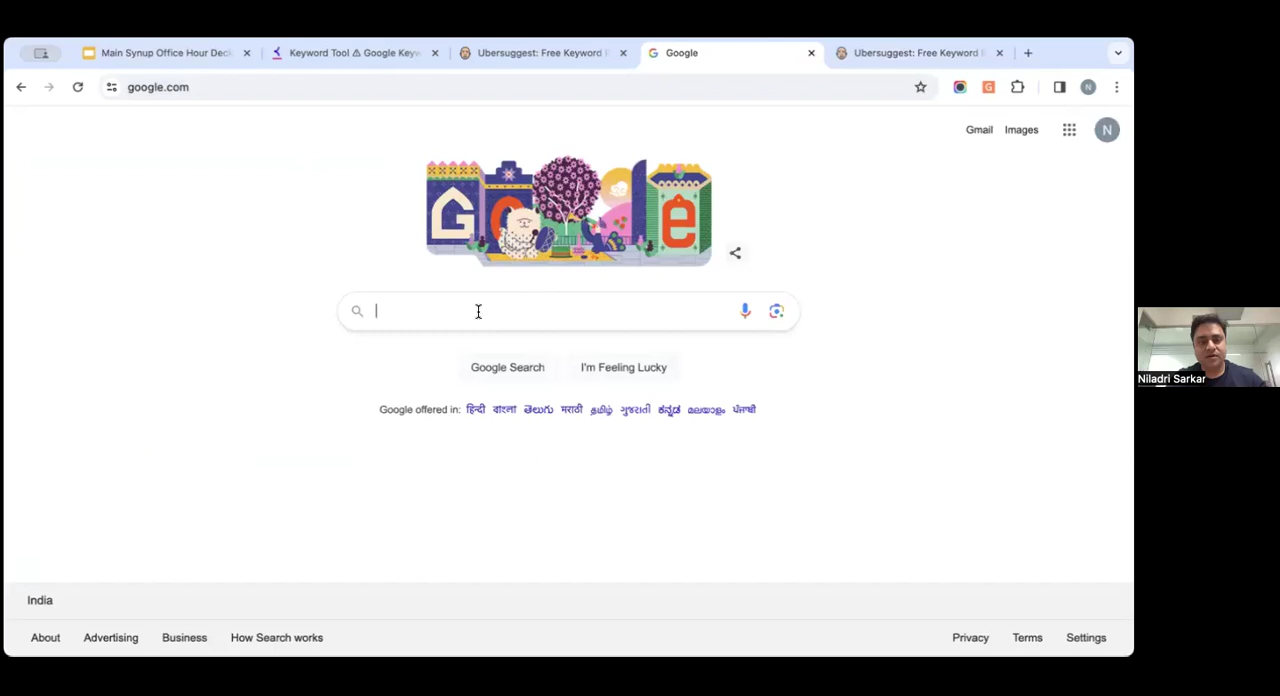 Main Synup Office Hour Deck
Keyword Tool ⚠ Google Keyw
Ubersuggest: Free Keyword R
Google
Ubersuggest: Free Keyword R
google.com
N
Gmail Images
N
G
Google Search I'm Feeling Lucky
Google offered in: हिन्दी বাংলা తెలుగు मराठी தமிழ் ગુજરાતી ಕನ್ನಡ മലയാളം ਪੰਜਾਬੀ
Niladri Sarkar
India
About Advertising Business How Search works Privacy Terms Settings